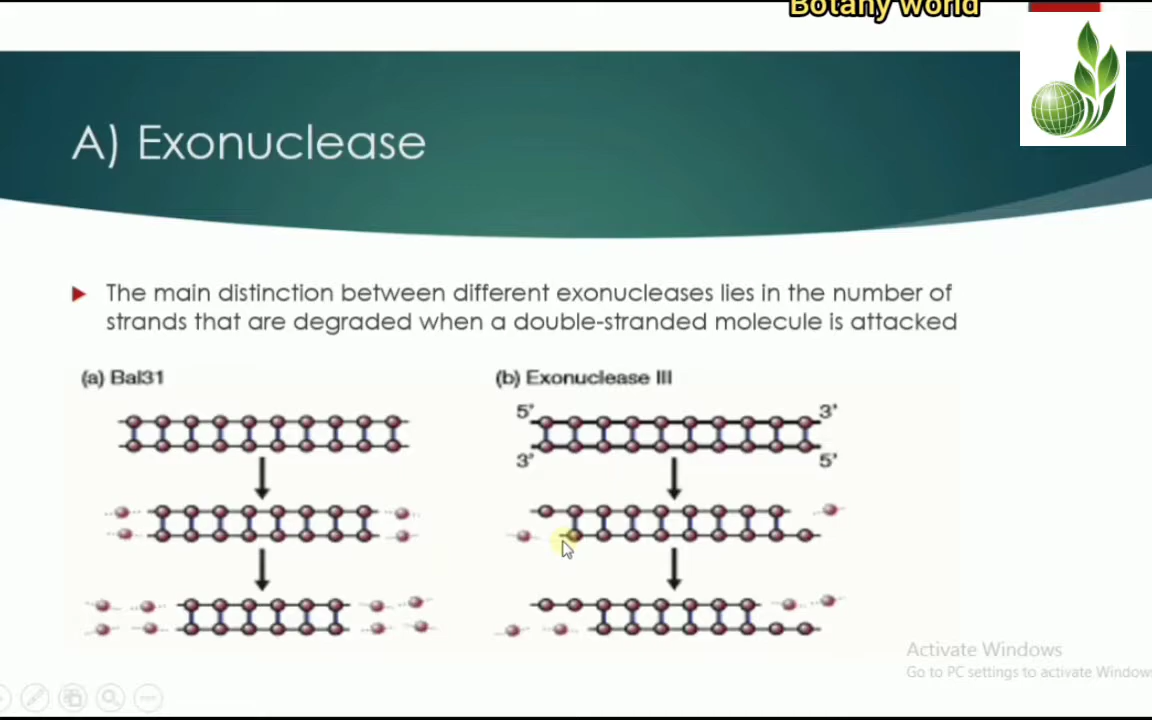 Botany world
A) Exonuclease
The main distinction between different exonucleases lies in the number of
strands that are degraded when a double-stranded molecule is attacked
(a) Bal31
(b) Exonuclease III
5' 3'
3' 5'
Activate Windows
Go to PC settings to activate Windows